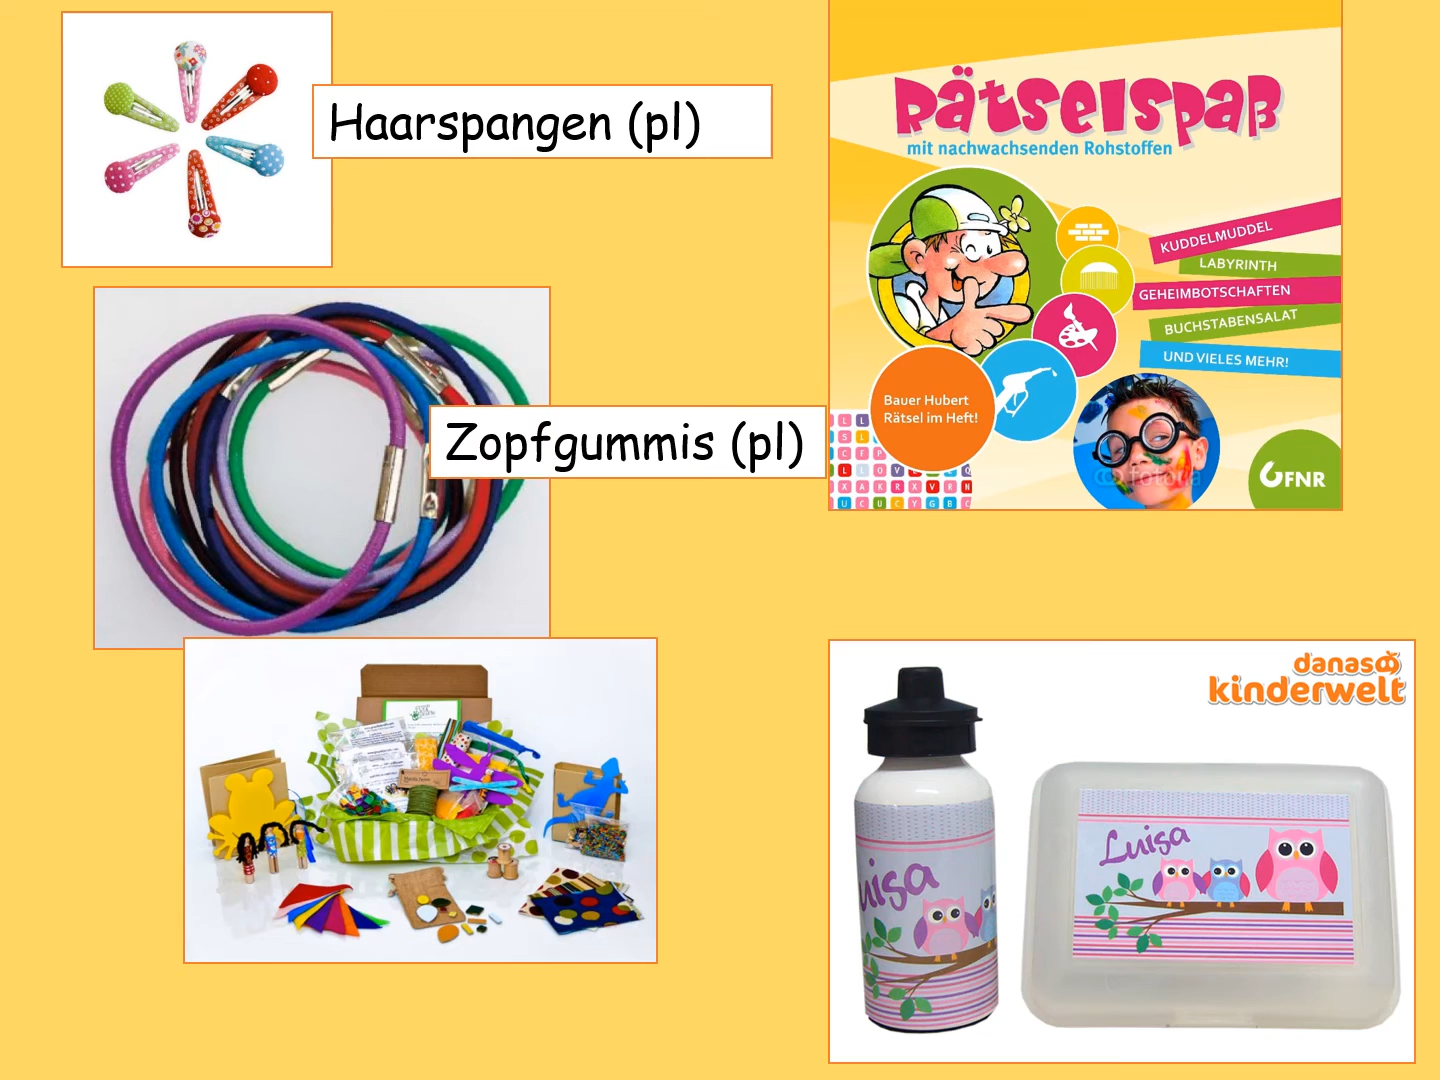 Haarspangen (pl)
Zopfgummis (pl)
Rätselspaß
mit nachwachsenden Rohstoffen
KUDDELMUDDEL
LABYRINTH
GEHEIMBOTSCHAFTEN
BUCHSTABENSALAT
UND VIELES MEHR!
Bauer Hubert
Rätsel im Heft!
fotolia
FNR
danas
kinderwelt
Luisa
uisa